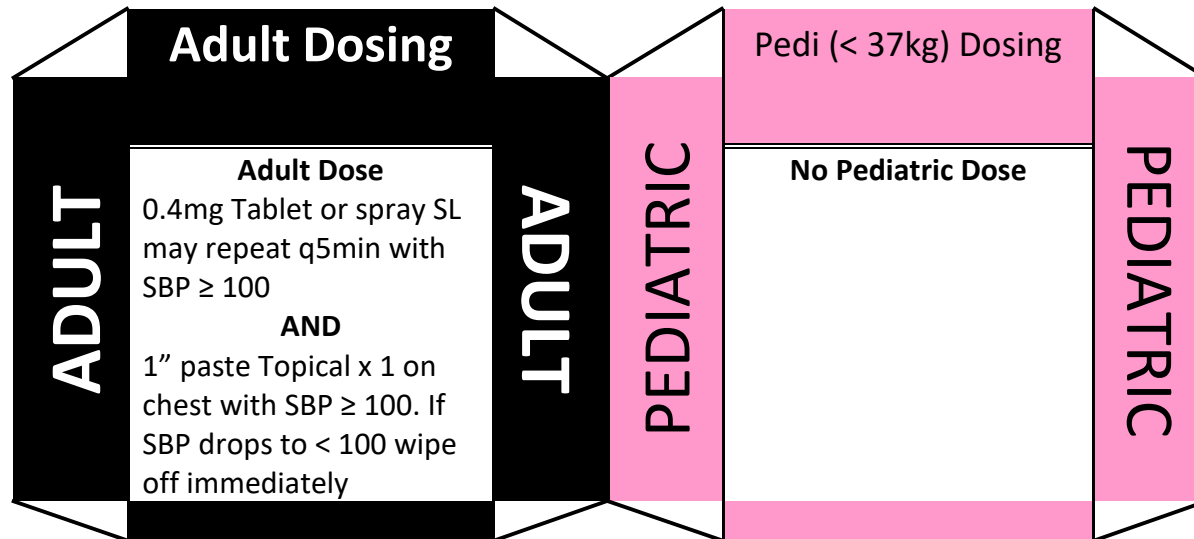 Adult Dosing
ADULT
Adult Dose
0.4mg Tablet or spray SL
may repeat q5min with
SBP ≥ 100
AND
1” paste Topical x 1 on
chest with SBP ≥ 100. If
SBP drops to < 100 wipe
off immediately
ADULT
Pedi (< 37kg) Dosing
PEDIATRIC
No Pediatric Dose
PEDIATRIC